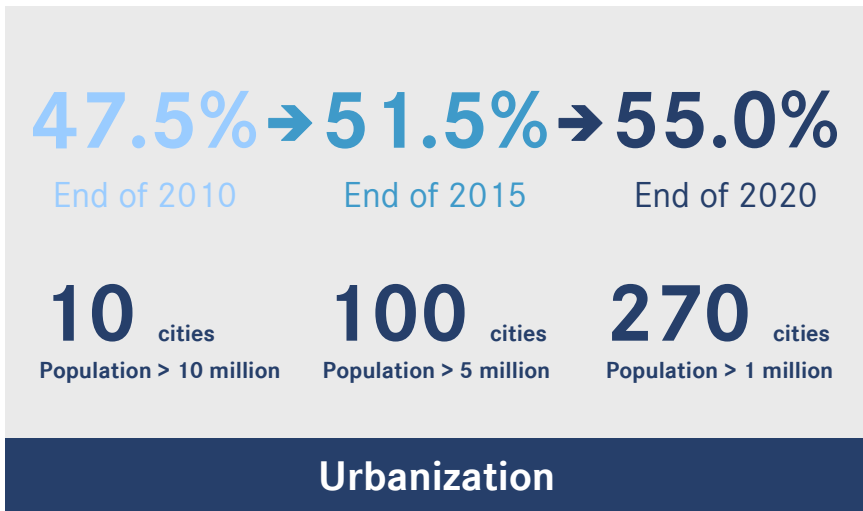 47.5% ➔ 51.5% ➔ 55.0%
End of 2010 End of 2015 End of 2020
10 cities 100 cities 270 cities
Population > 10 million Population > 5 million Population > 1 million
Urbanization